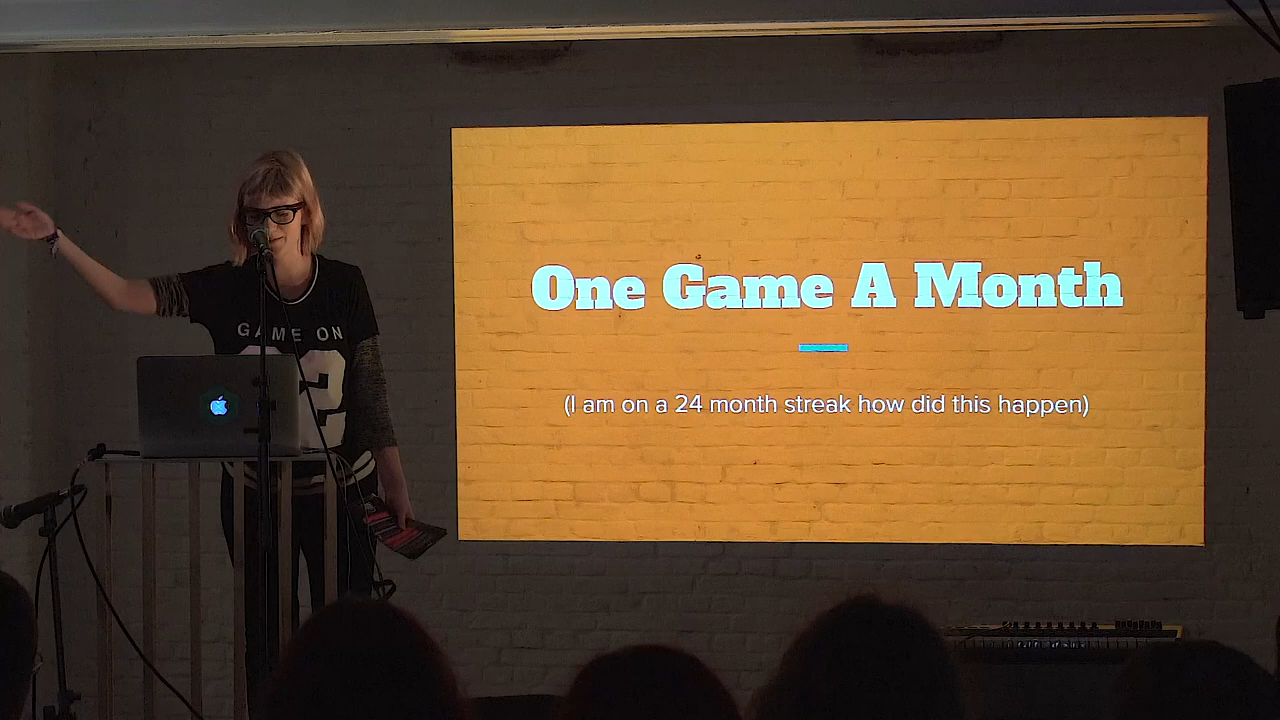 One Game A Month
(I am on a 24 month streak how did this happen)
GAME ON